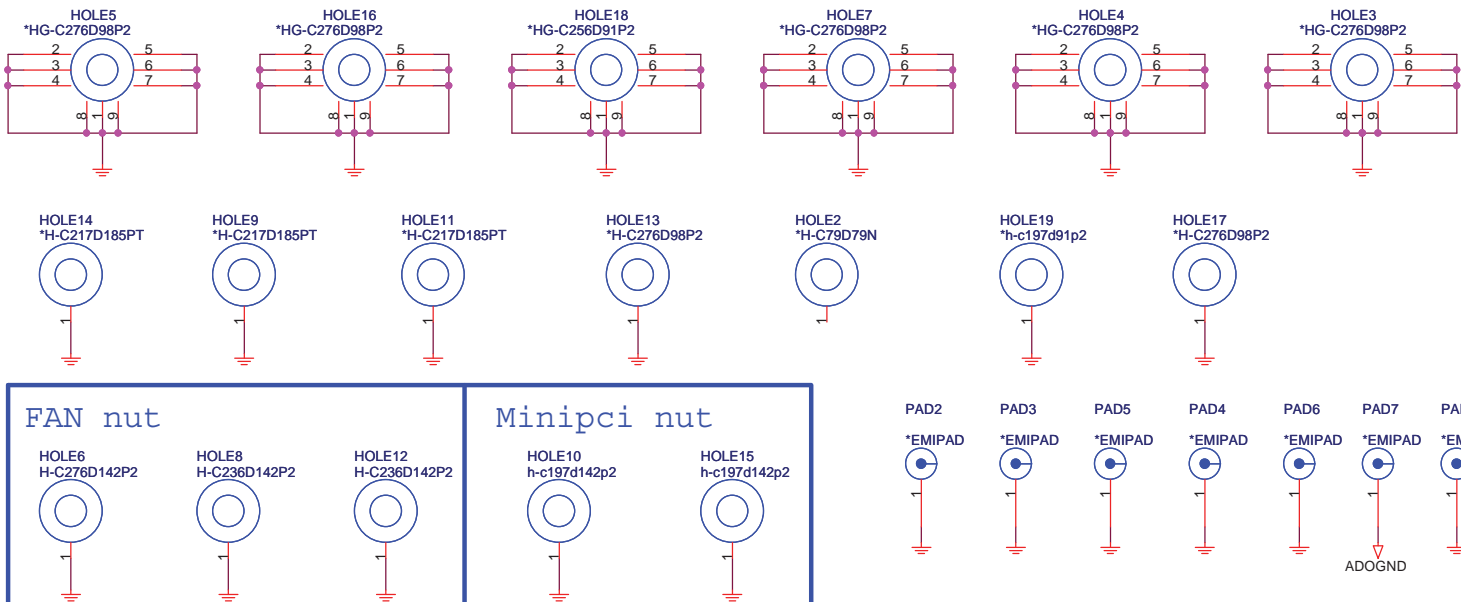 HOLE5
*HG-C276D98P2
2
3
4
5
6
7
8
1
9
HOLE16
*HG-C276D98P2
2
3
4
5
6
7
8
1
9
HOLE18
*HG-C256D91P2
2
3
4
5
6
7
8
1
9
HOLE7
*HG-C276D98P2
2
3
4
5
6
7
8
1
9
HOLE4
*HG-C276D98P2
2
3
4
5
6
7
8
1
9
HOLE3
*HG-C276D98P2
2
3
4
5
6
7
8
1
9
HOLE14
*H-C217D185PT
1
HOLE9
*H-C217D185PT
1
HOLE11
*H-C217D185PT
1
HOLE13
*H-C276D98P2
1
HOLE2
*H-C79D79N
1
HOLE19
*h-c197d91p2
1
HOLE17
*H-C276D98P2
1
FAN nut
HOLE6
H-C276D142P2
1
HOLE8
H-C236D142P2
1
HOLE12
H-C236D142P2
1
Minipci nut
HOLE10
h-c197d142p2
1
HOLE15
h-c197d142p2
1
PAD2
*EMIPAD
1
PAD3
*EMIPAD
1
PAD5
*EMIPAD
1
PAD4
*EMIPAD
1
PAD6
*EMIPAD
1
PAD7
*EMIPAD
1
ADOGND
1